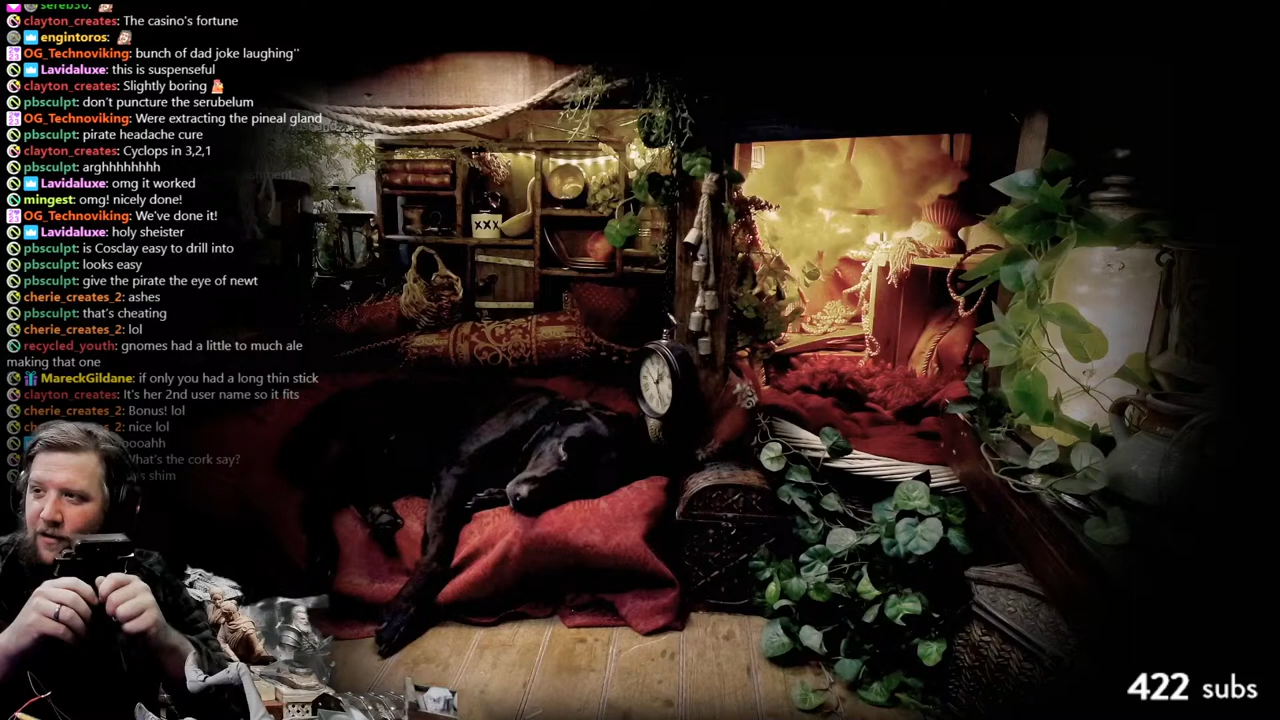 sereb30:
clayton_creates: The casino's fortune
engintoros:
OG_Technoviking: bunch of dad joke laughing''
Lavidaluxe: this is suspenseful
clayton_creates: Slightly boring
pbsculpt: don't puncture the serubelum
OG_Technoviking: Were extracting the pineal gland
pbsculpt: pirate headache cure
clayton_creates: Cyclops in 3,2,1
pbsculpt: arghhhhhhhh
Lavidaluxe: omg it worked
mingest: omg! nicely done!
OG_Technoviking: We've done it!
Lavidaluxe: holy sheister
pbsculpt: is Cosclay easy to drill into
pbsculpt: looks easy
pbsculpt: give the pirate the eye of newt
cherie_creates_2: ashes
pbsculpt: that's cheating
cherie_creates_2: lol
recycled_youth: gnomes had a little to much ale
making that one
MareckGildane: if only you had a long thin stick
clayton_creates: It's her 2nd user name so it fits
cherie_creates_2: Bonus! lol
cherie_creates_2: nice lol
What's the cork say?
shim
XXX
422 subs